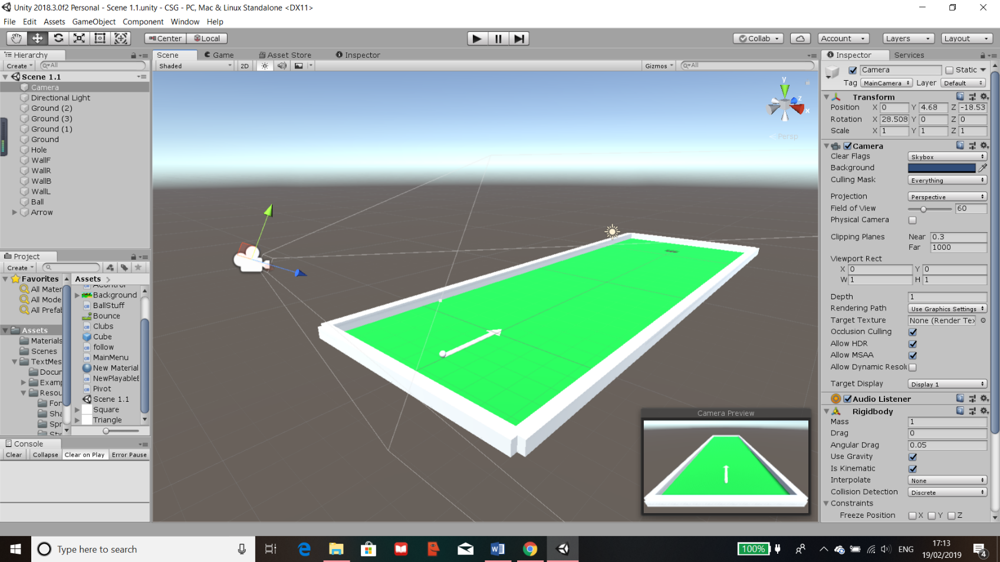 Unity 2018.3.0f2 Personal - Scene 1.1.unity - CSG - PC, Mac & Linux Standalone <DX11>
File Edit Assets GameObject Component Window Help
Center Local Collab Account Layers Layout
Hierarchy
Create All
Scene 1.1
Camera
Directional Light
Ground (2)
Ground (3)
Ground (1)
Ground
Hole
WallF
WallR
WallB
WallL
Ball
Arrow
Project
Create
Favorites
All Mater
All Mode
All Prefab
Assets
Materials
Scenes
TextMes
Docum
Examp
Resou
Fon
Sha
Spr
Assets
AControl
Background
BallStuff
Bounce
Clubs
Cube
follow
MainMenu
New Material
NewPlayableB
Pivot
Scene 1.1
Square
Triangle
Console
Clear Collapse Clear on Play Error Pause
Scene Game Asset Store Inspector
Shaded 2D Gizmos All
y
z
x
Persp
Camera Preview
Inspector Services
Camera Static
Tag MainCamera Layer Default
Transform
Position X 0 Y 4.68 Z -18.53
Rotation X 28.508 Y 0 Z 0
Scale X 1 Y 1 Z 1
Camera
Clear Flags Skybox
Background
Culling Mask Everything
Projection Perspective
Field of View 60
Physical Camera
Clipping Planes Near 0.3
Far 1000
Viewport Rect
X 0 Y 0
W 1 H 1
Depth 1
Rendering Path Use Graphics Settings
Target Texture None (Render Tex
Occlusion Culling
Allow HDR
Allow MSAA
Allow Dynamic Resolu
Target Display Display 1
Audio Listener
Rigidbody
Mass 1
Drag 0
Angular Drag 0.05
Use Gravity
Is Kinematic
Interpolate None
Collision Detection Discrete
Constraints
Freeze Position X Y Z
Type here to search
100% ENG 17:13
19/02/2019 4